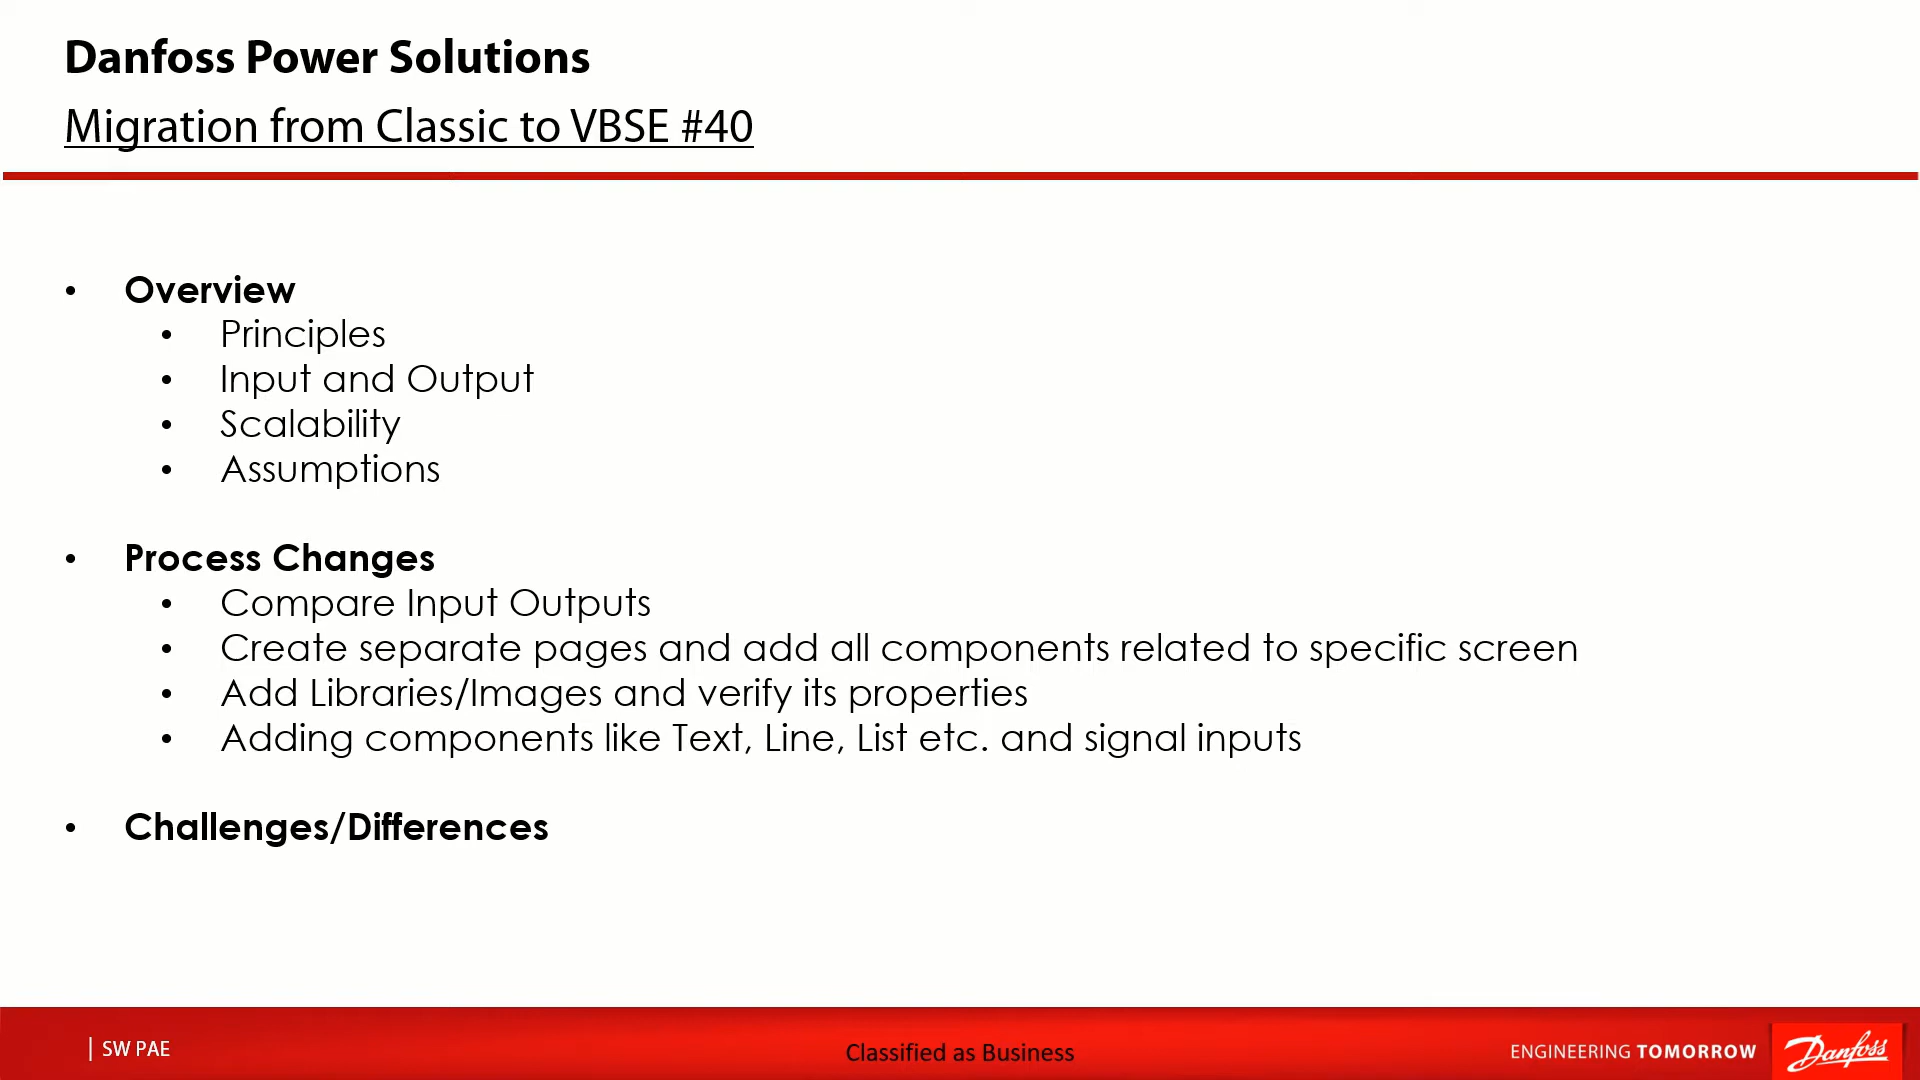 Danfoss Power Solutions
Migration from Classic to VBSE #40
• Overview
• Principles
• Input and Output
• Scalability
• Assumptions
• Process Changes
• Compare Input Outputs
• Create separate pages and add all components related to specific screen
• Add Libraries/Images and verify its properties
• Adding components like Text, Line, List etc. and signal inputs
• Challenges/Differences
| SW PAE
Classified as Business
ENGINEERING TOMORROW
Danfoss